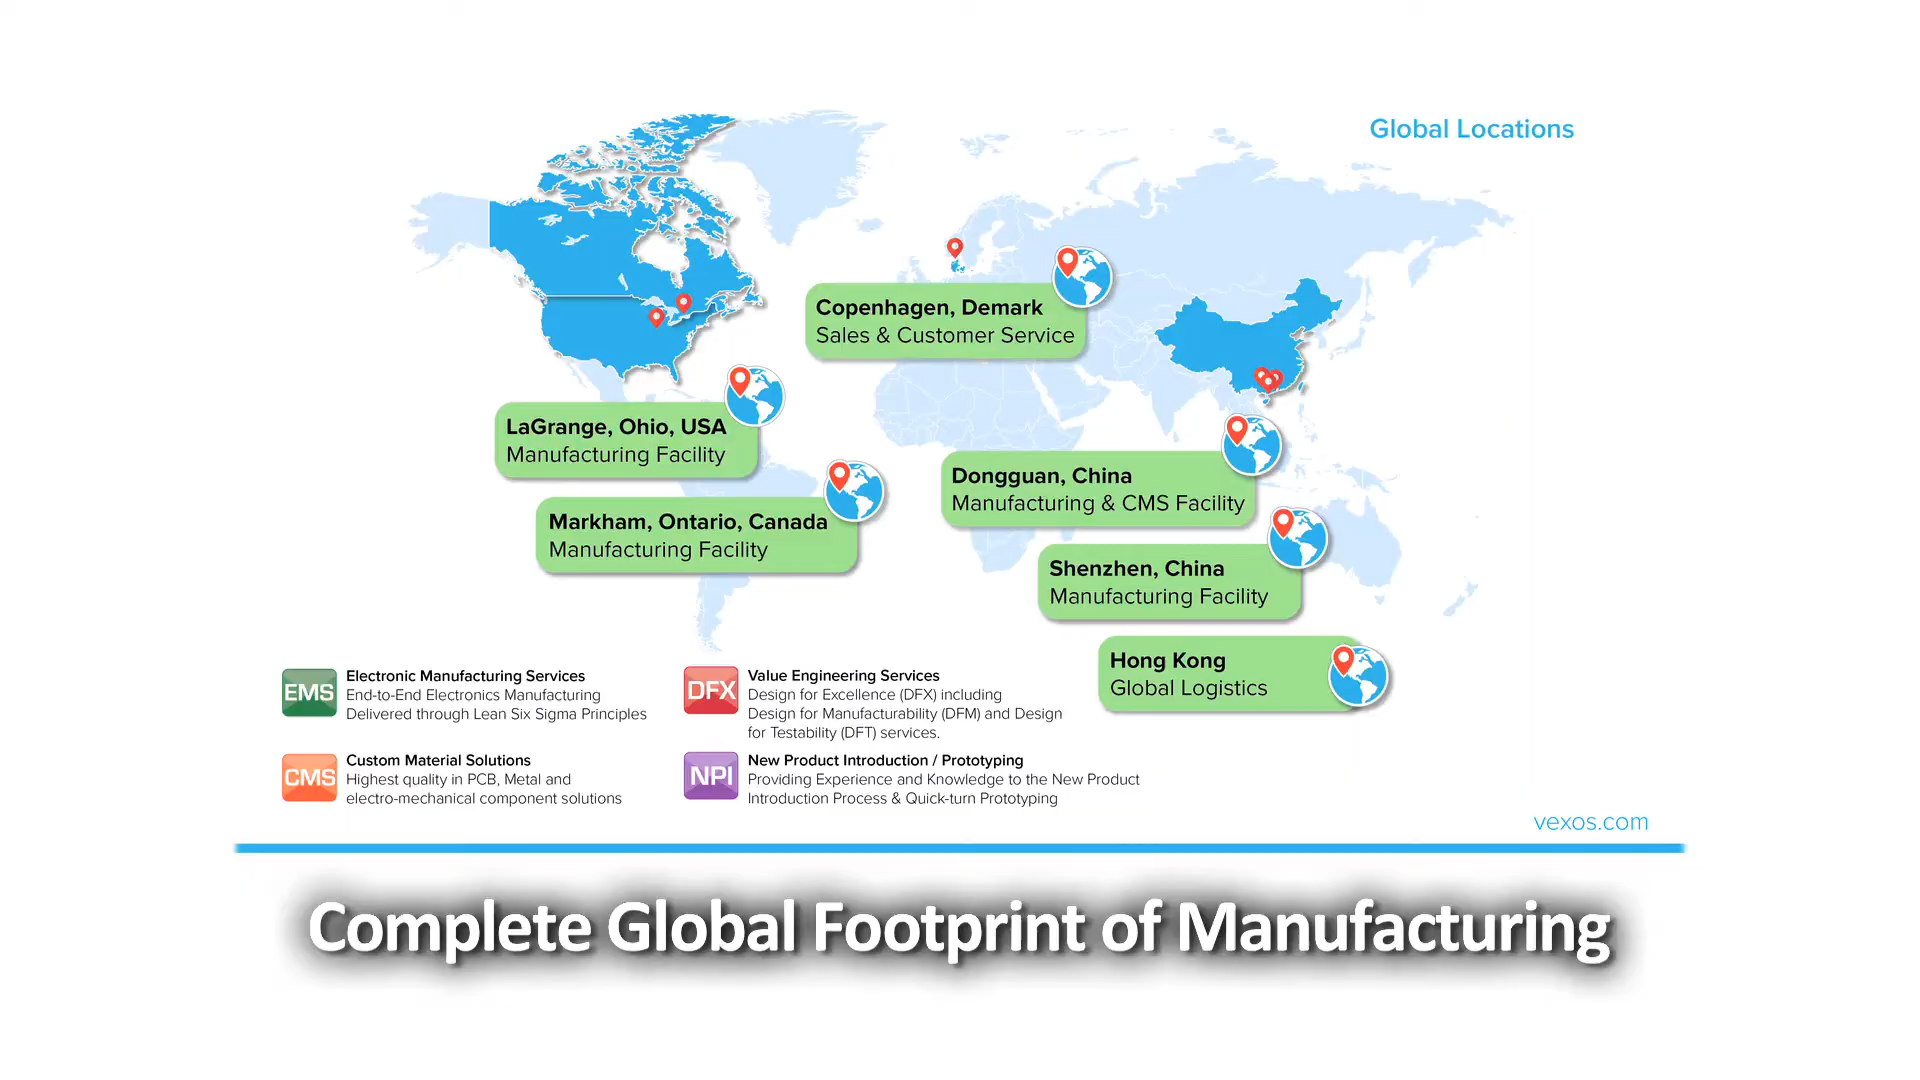 Global Locations
Copenhagen, Demark
Sales & Customer Service
LaGrange, Ohio, USA
Manufacturing Facility
Markham, Ontario, Canada
Manufacturing Facility
Dongguan, China
Manufacturing & CMS Facility
Shenzhen, China
Manufacturing Facility
Hong Kong
Global Logistics
EMS
Electronic Manufacturing Services
End-to-End Electronics Manufacturing
Delivered through Lean Six Sigma Principles
DFX
Value Engineering Services
Design for Excellence (DFX) including
Design for Manufacturability (DFM) and Design
for Testability (DFT) services.
CMS
Custom Material Solutions
Highest quality in PCB, Metal and
electro-mechanical component solutions
NPI
New Product Introduction / Prototyping
Providing Experience and Knowledge to the New Product
Introduction Process & Quick-turn Prototyping
vexos.com
Complete Global Footprint of Manufacturing